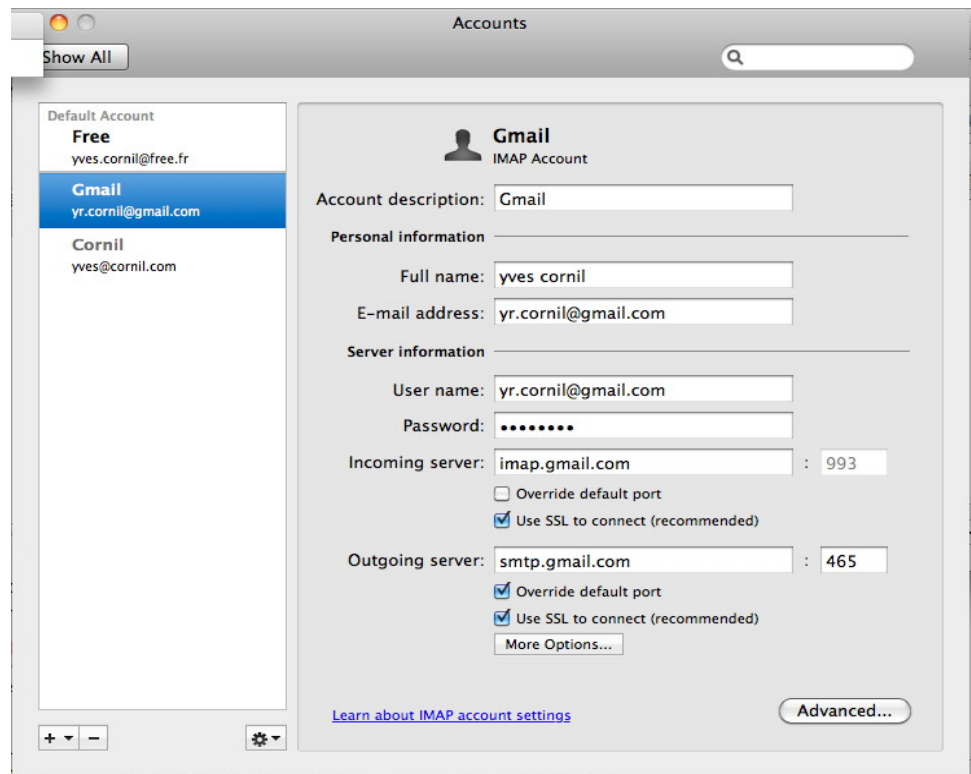 Accounts
Show All
Default Account
Free
yves.cornil@free.fr
Gmail
yr.cornil@gmail.com
Cornil
yves@cornil.com
Gmail
IMAP Account
Account description: Gmail
Personal information
Full name: yves cornil
E-mail address: yr.cornil@gmail.com
Server information
User name: yr.cornil@gmail.com
Password: ••••••••
Incoming server: imap.gmail.com : 993
Override default port
Use SSL to connect (recommended)
Outgoing server: smtp.gmail.com : 465
Override default port
Use SSL to connect (recommended)
More Options...
Learn about IMAP account settings
Advanced...